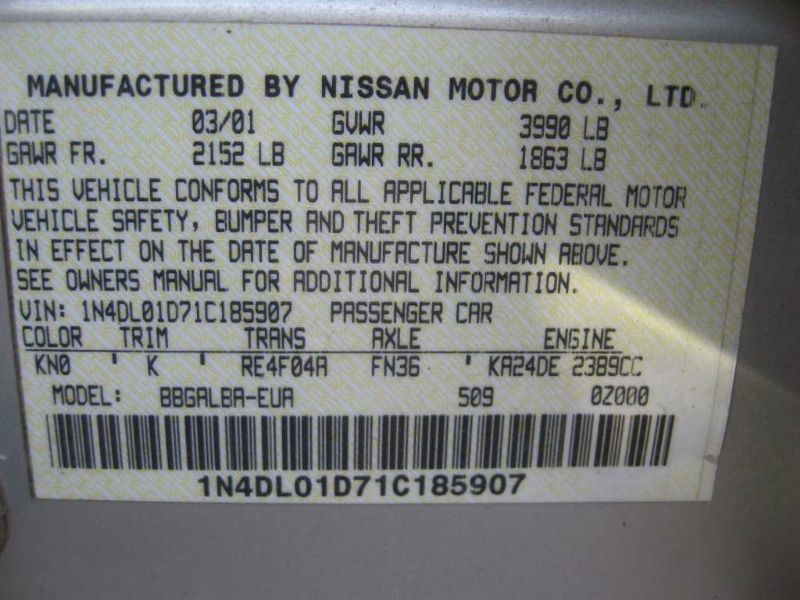 MANUFACTURED BY NISSAN MOTOR CO., LTD.
DATE 03/01 GVWR 3990 LB
GAWR FR. 2152 LB GAWR RR. 1863 LB
THIS VEHICLE CONFORMS TO ALL APPLICABLE FEDERAL MOTOR
VEHICLE SAFETY, BUMPER AND THEFT PREVENTION STANDARDS
IN EFFECT ON THE DATE OF MANUFACTURE SHOWN ABOVE.
SEE OWNERS MANUAL FOR ADDITIONAL INFORMATION.
VIN: 1N4DL01D71C185907 PASSENGER CAR
COLOR TRIM TRANS AXLE ENGINE
KN0 ' K ' RE4F04A FN36 ' KA24DE 2389CC
MODEL: BBGALBA-EUA 509 0Z000
1N4DL01D71C185907